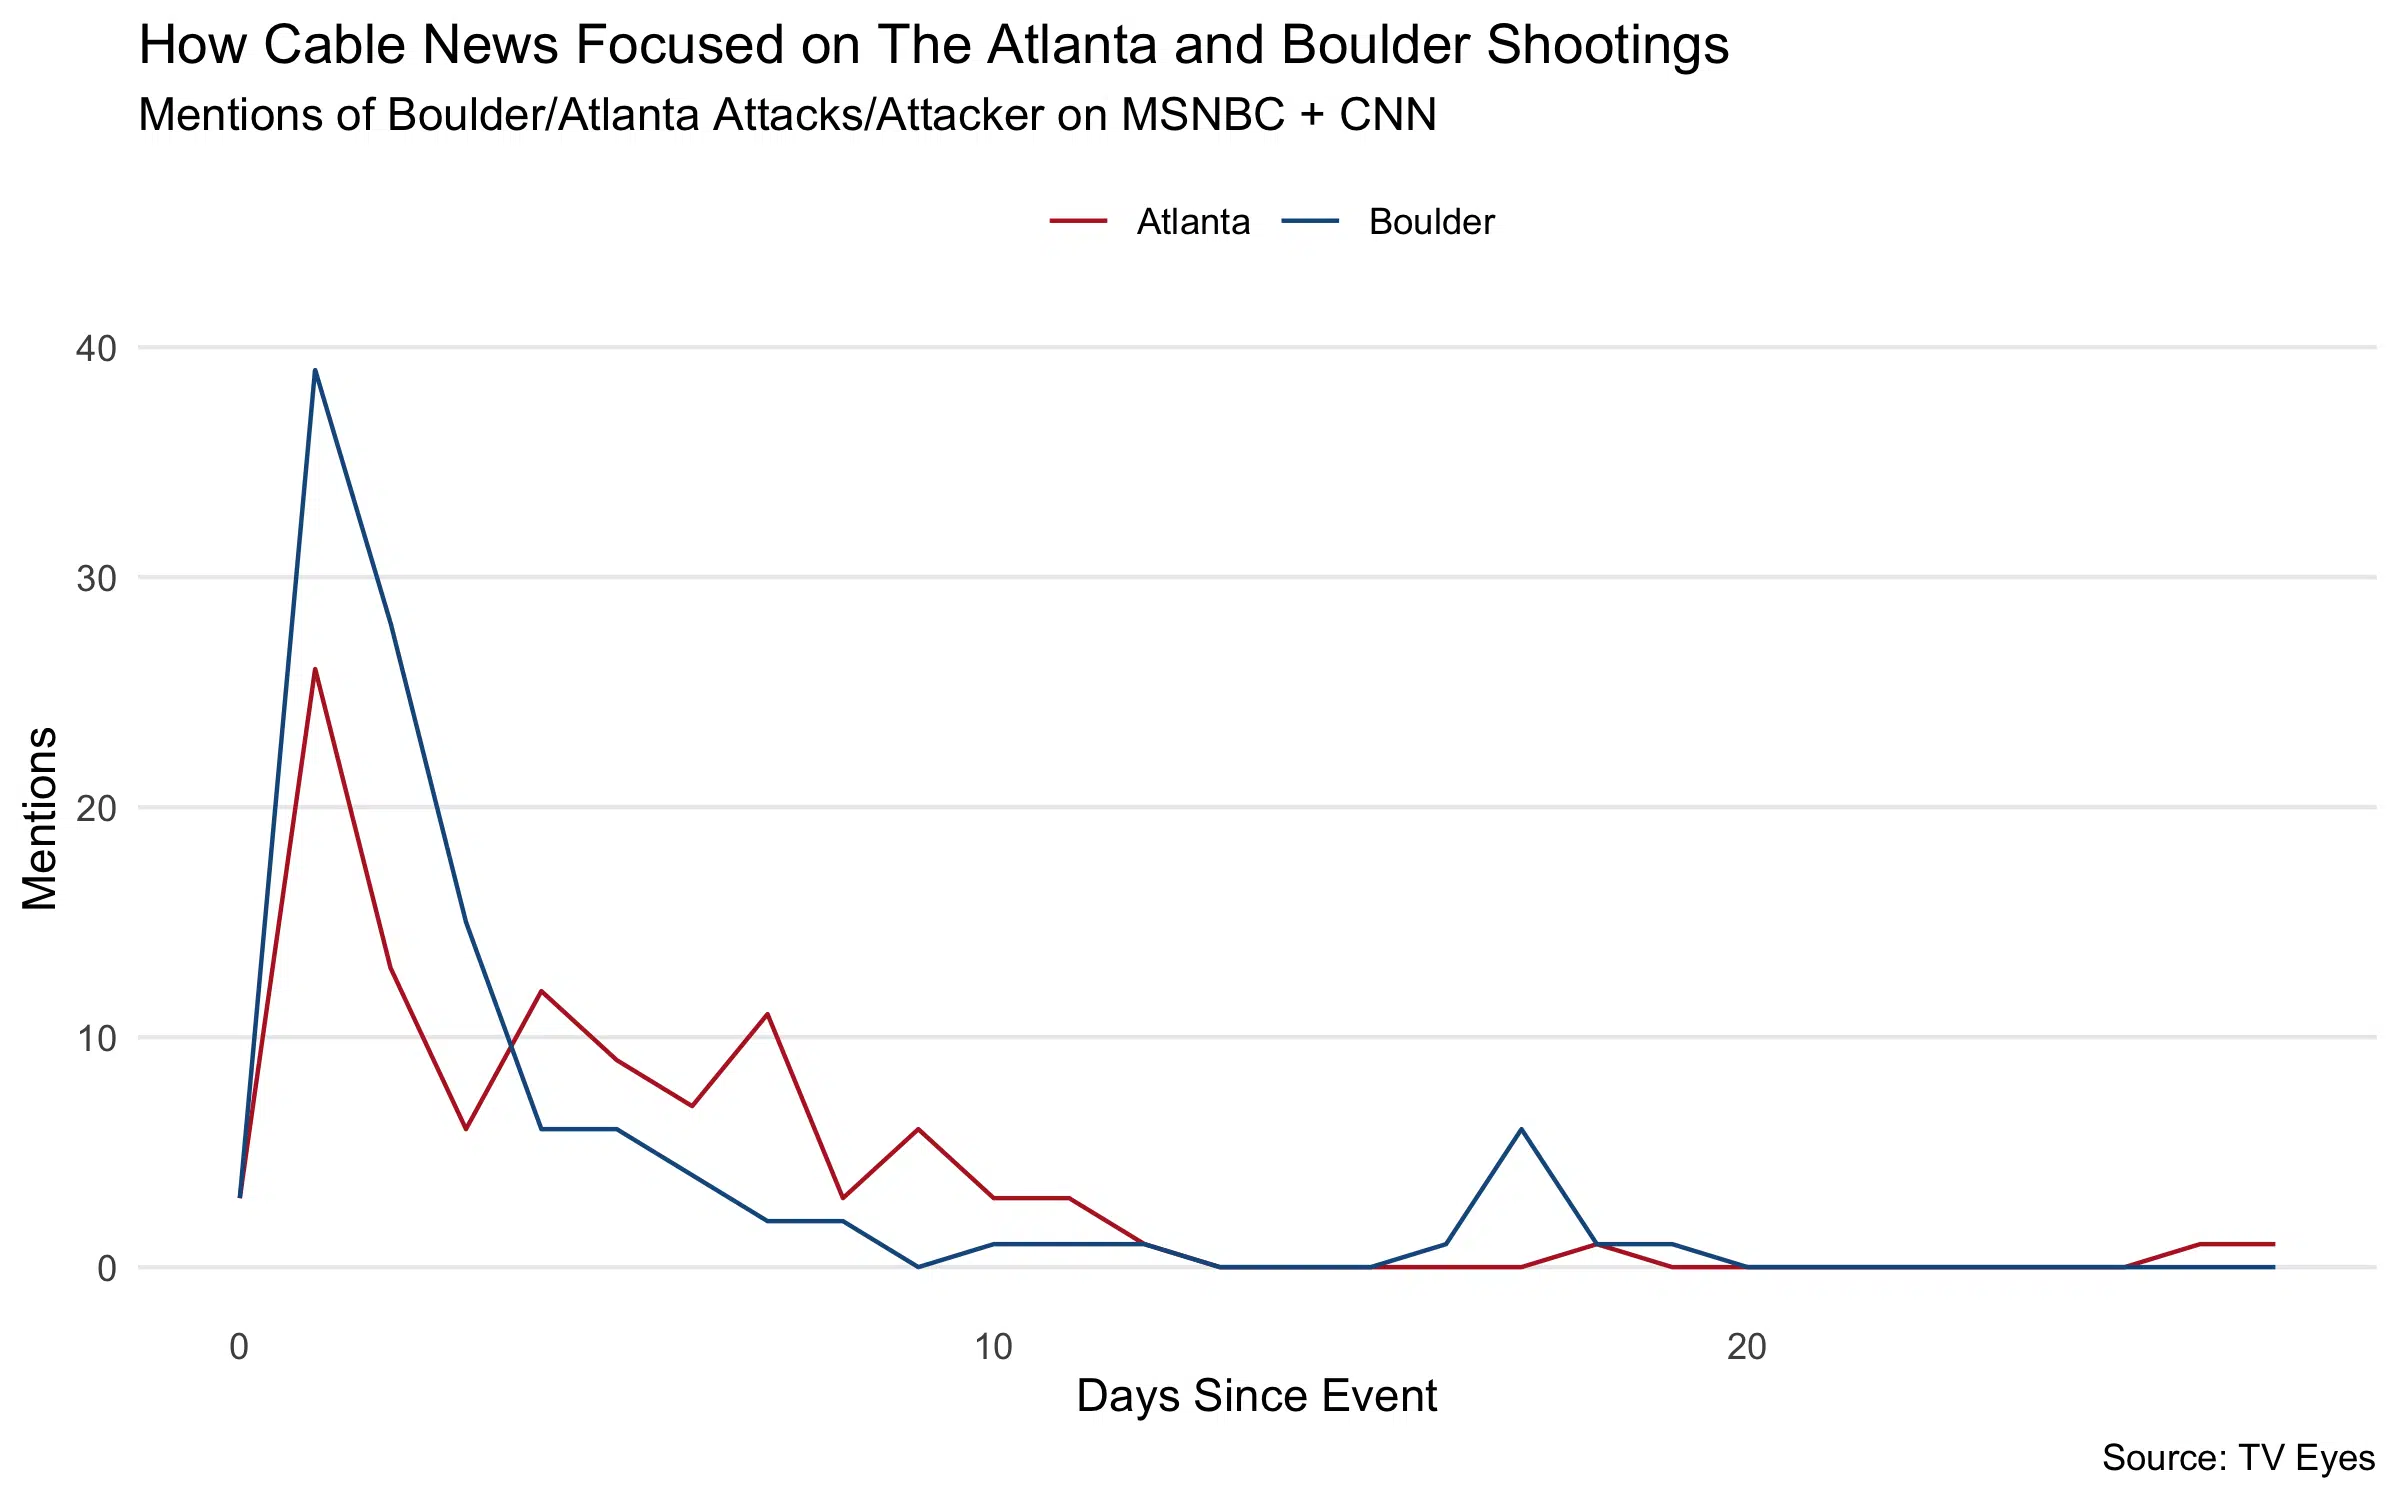 How Cable News Focused on The Atlanta and Boulder Shootings
Mentions of Boulder/Atlanta Attacks/Attacker on MSNBC + CNN
Atlanta Boulder
40
30
20
10
0
Mentions
0 10 20
Days Since Event
Source: TV Eyes